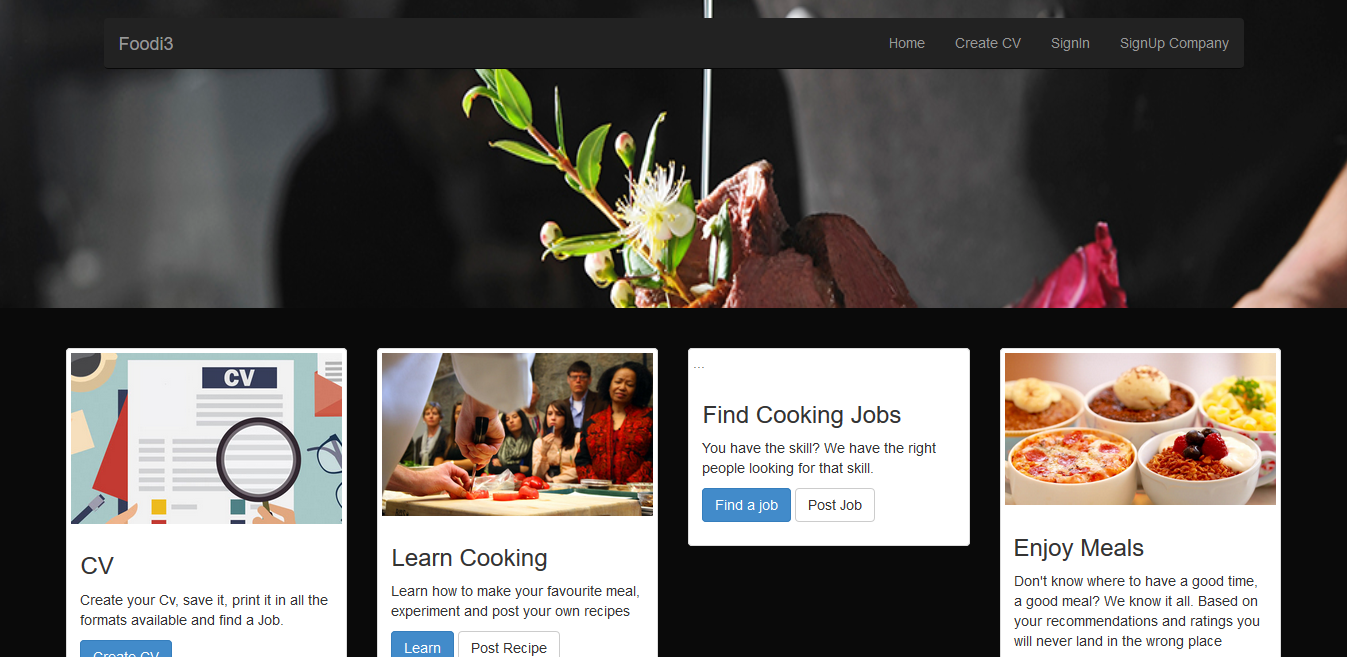 Foodi3
Home Create CV SignIn SignUp Company
CV
CV
Create your Cv, save it, print it in all the
formats available and find a Job.
Create CV
Learn Cooking
Learn how to make your favourite meal,
experiment and post your own recipes
Learn Post Recipe
...
Find Cooking Jobs
You have the skill? We have the right
people looking for that skill.
Find a job Post Job
Enjoy Meals
Don't know where to have a good time,
a good meal? We know it all. Based on
your recommendations and ratings you
will never land in the wrong place